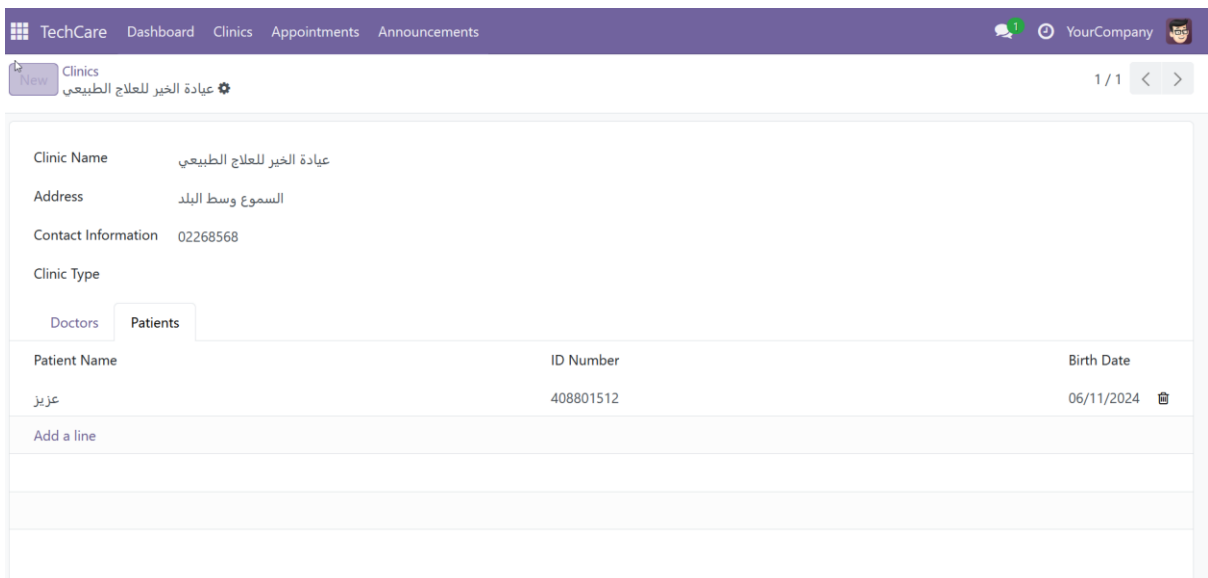 TechCare Dashboard Clinics Appointments Announcements 1 YourCompany
New Clinics
عيادة الخير للعلاج الطبيعي
1 / 1
Clinic Name عيادة الخير للعلاج الطبيعي
Address السموع وسط البلد
Contact Information 02268568
Clinic Type
Doctors Patients
Patient Name ID Number Birth Date
عزيز 408801512 06/11/2024
Add a line